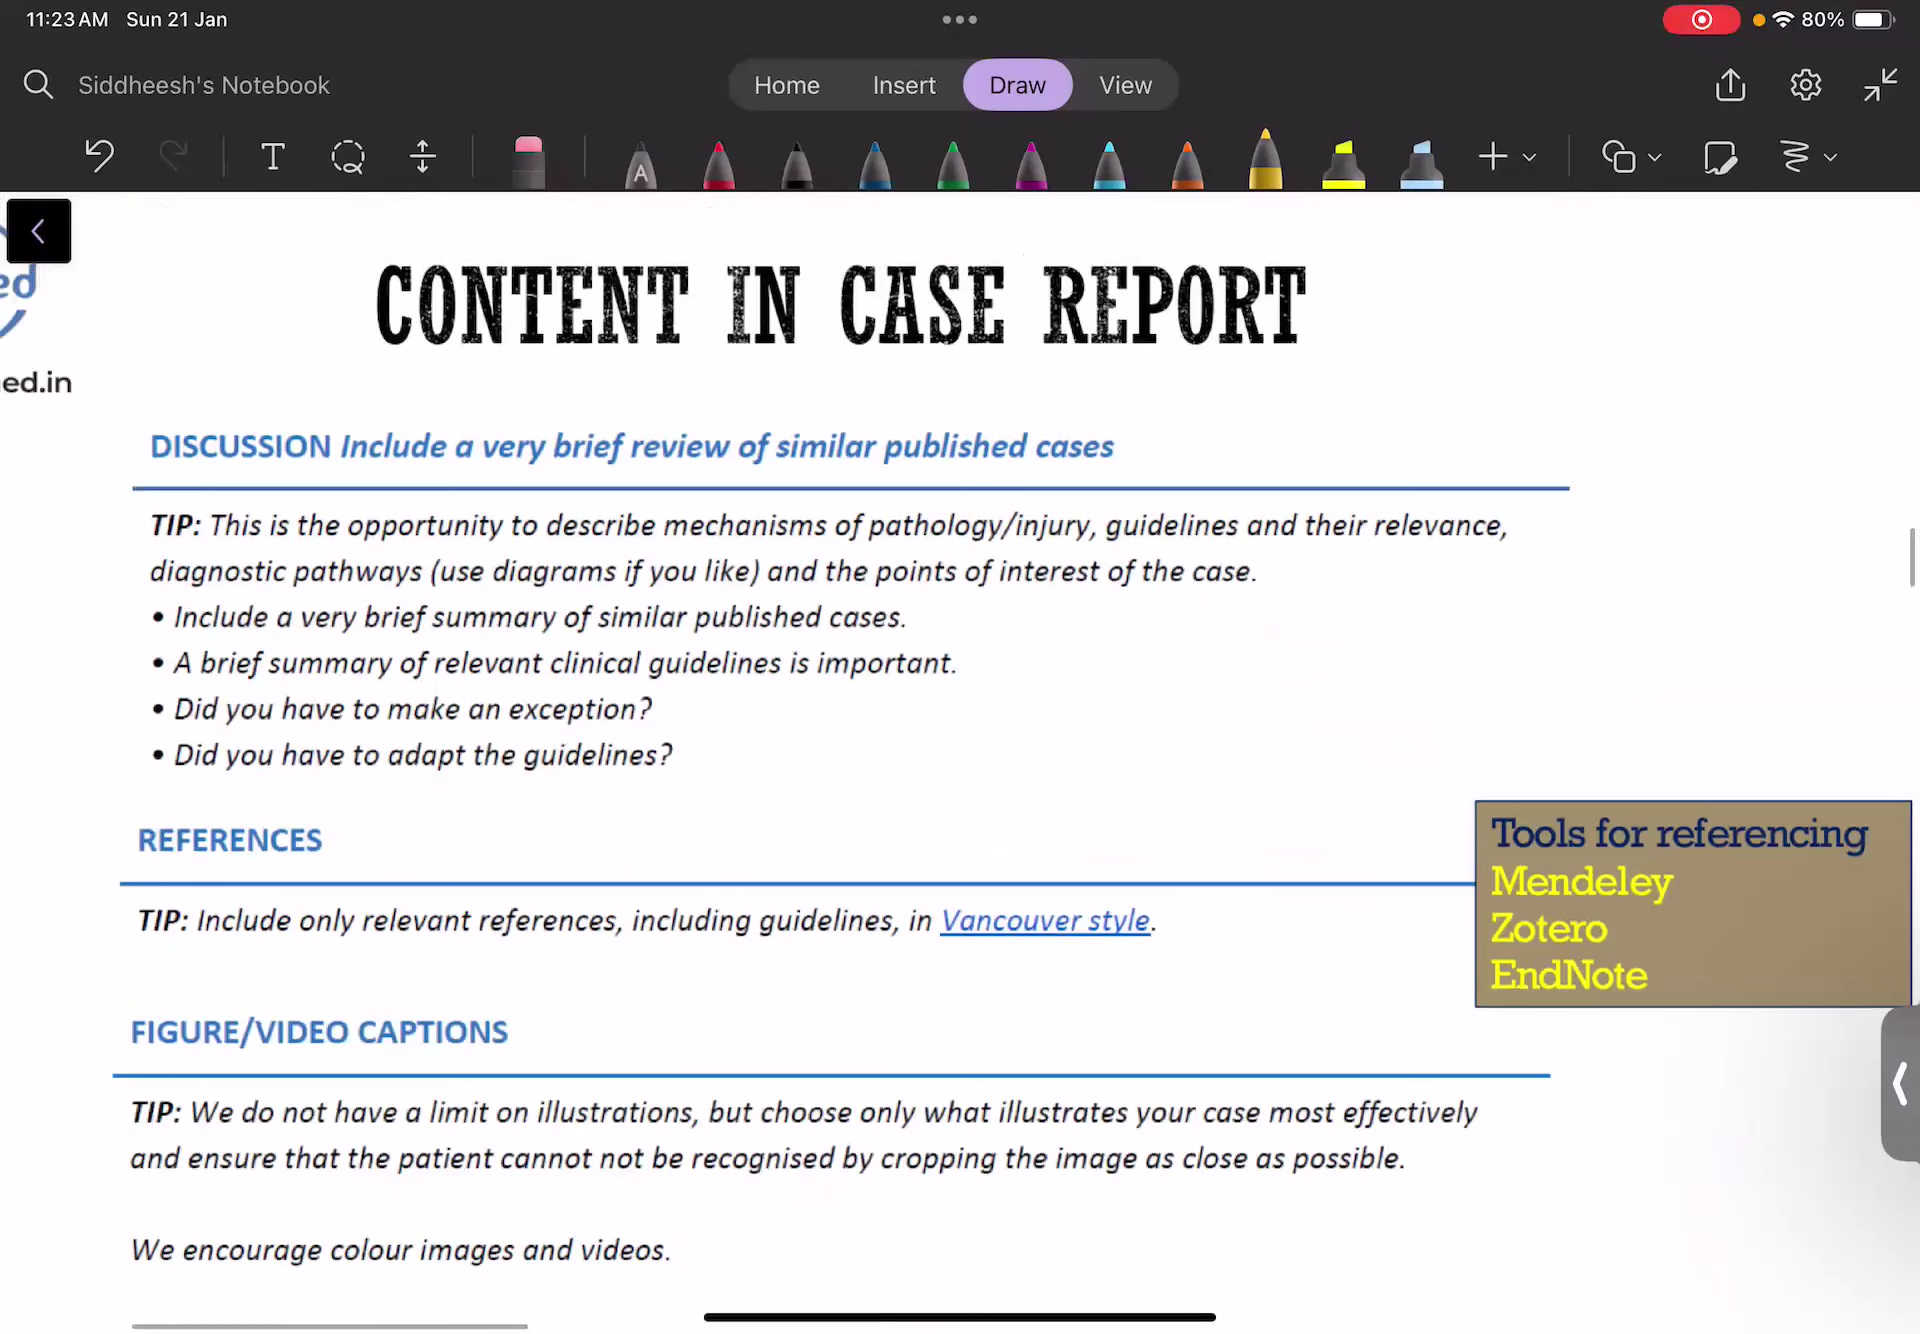 11:23 AM Sun 21 Jan
80%
Siddheesh's Notebook
Home Insert Draw View
T
A
ed
ed.in
CONTENT IN CASE REPORT
DISCUSSION Include a very brief review of similar published cases
TIP: This is the opportunity to describe mechanisms of pathology/injury, guidelines and their relevance,
diagnostic pathways (use diagrams if you like) and the points of interest of the case.
• Include a very brief summary of similar published cases.
• A brief summary of relevant clinical guidelines is important.
• Did you have to make an exception?
• Did you have to adapt the guidelines?
REFERENCES
TIP: Include only relevant references, including guidelines, in Vancouver style.
Tools for referencing
Mendeley
Zotero
EndNote
FIGURE/VIDEO CAPTIONS
TIP: We do not have a limit on illustrations, but choose only what illustrates your case most effectively
and ensure that the patient cannot not be recognised by cropping the image as close as possible.
We encourage colour images and videos.